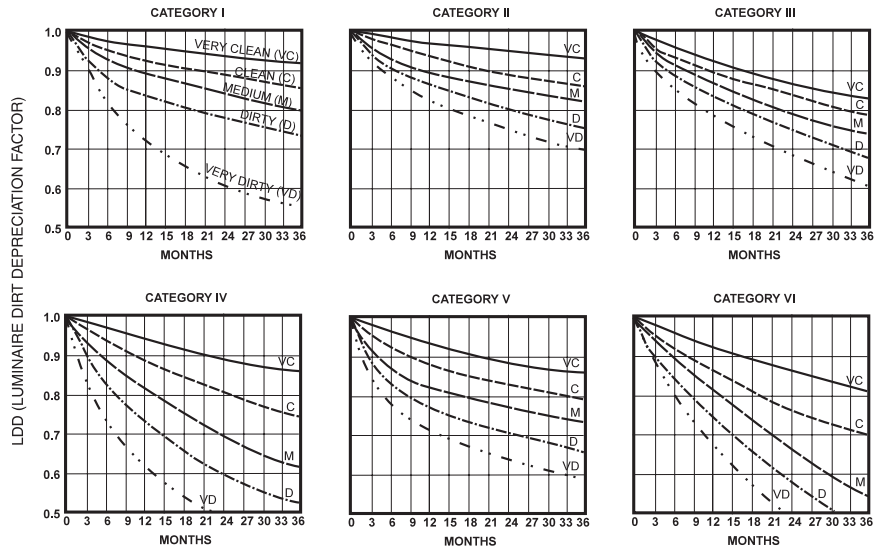 LDD (LUMINAIRE DIRT DEPRECIATION FACTOR)
CATEGORY I
1.0
0.9
0.8
0.7
0.6
0.5
VERY CLEAN (VC)
CLEAN (C)
MEDIUM (M)
DIRTY (D)
VERY DIRTY (VD)
0 3 6 9 12 15 18 21 24 27 30 33 36
MONTHS
CATEGORY II
VC
C
M
D
VD
0 3 6 9 12 15 18 21 24 27 30 33 36
MONTHS
CATEGORY III
VC
C
M
D
VD
0 3 6 9 12 15 18 21 24 27 30 33 36
MONTHS
CATEGORY IV
1.0
0.9
0.8
0.7
0.6
0.5
VC
C
M
D
VD
0 3 6 9 12 15 18 21 24 27 30 33 36
MONTHS
CATEGORY V
VC
C
M
D
VD
0 3 6 9 12 15 18 21 24 27 30 33 36
MONTHS
CATEGORY VI
VC
C
M
D
VD
0 3 6 9 12 15 18 21 24 27 30 33 36
MONTHS